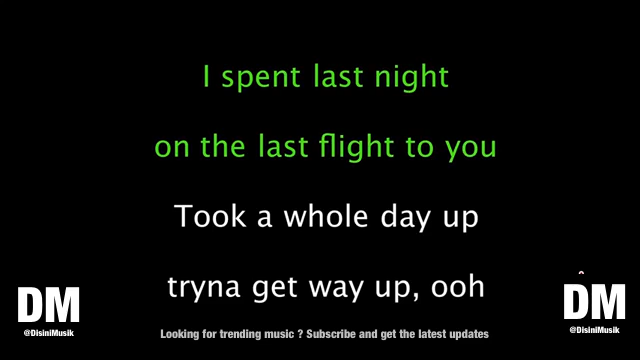 I spent last night
on the last flight to you
Took a whole day up
tryna get way up, ooh
DM
@DisiniMusik
DM
@DisiniMusik
Looking for trending music ? Subscribe and get the latest updates